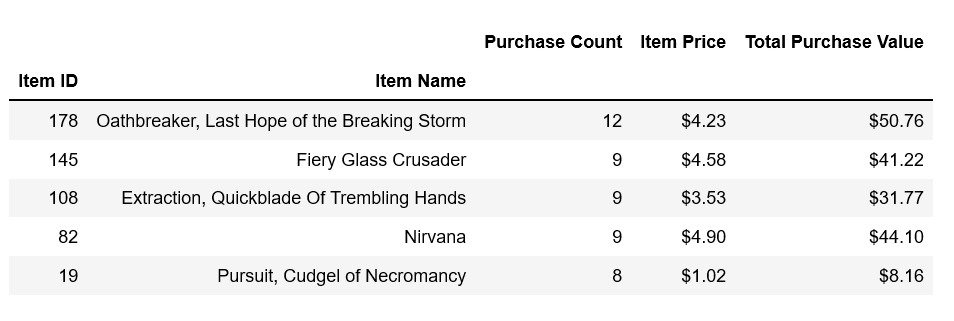 Purchase Count Item Price Total Purchase Value
Item ID Item Name
178 Oathbreaker, Last Hope of the Breaking Storm 12 $4.23 $50.76
145 Fiery Glass Crusader 9 $4.58 $41.22
108 Extraction, Quickblade Of Trembling Hands 9 $3.53 $31.77
82 Nirvana 9 $4.90 $44.10
19 Pursuit, Cudgel of Necromancy 8 $1.02 $8.16